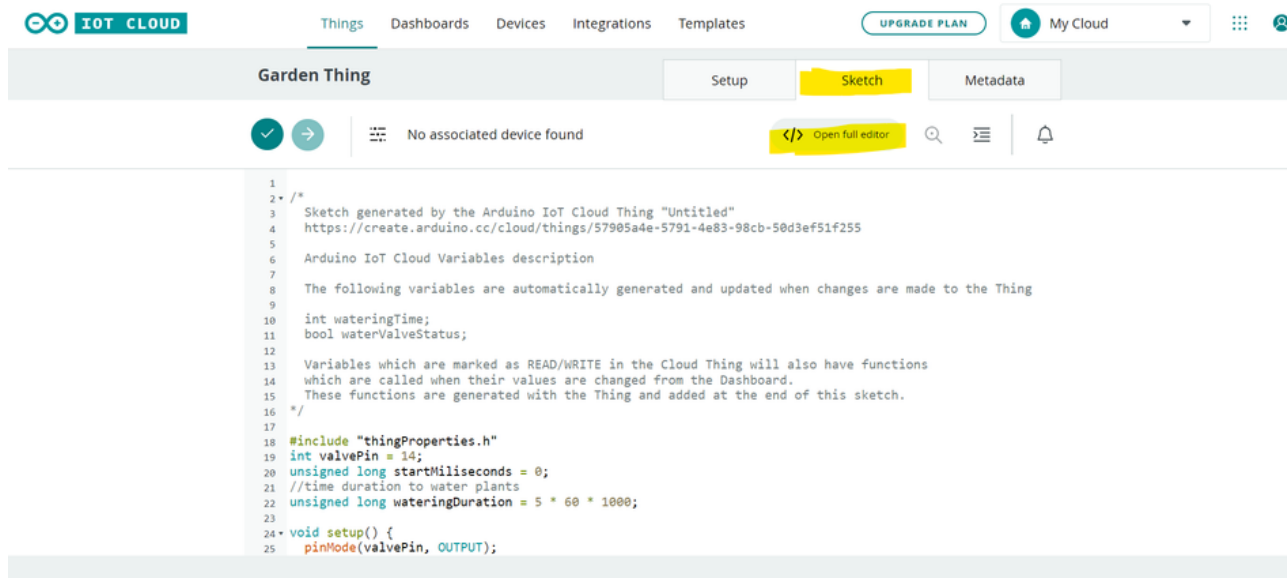 IOT CLOUD
Things Dashboards Devices Integrations Templates UPGRADE PLAN My Cloud
Garden Thing Setup Sketch Metadata
No associated device found </> Open full editor
1
2 /*
3 Sketch generated by the Arduino IoT Cloud Thing "Untitled"
4 https://create.arduino.cc/cloud/things/57905a4e-5791-4e83-98cb-50d3ef51f255
5
6 Arduino IoT Cloud Variables description
7
8 The following variables are automatically generated and updated when changes are made to the Thing
9
10 int wateringTime;
11 bool waterValveStatus;
12
13 Variables which are marked as READ/WRITE in the Cloud Thing will also have functions
14 which are called when their values are changed from the Dashboard.
15 These functions are generated with the Thing and added at the end of this sketch.
16 */
17
18 #include "thingProperties.h"
19 int valvePin = 14;
20 unsigned long startMiliseconds = 0;
21 //time duration to water plants
22 unsigned long wateringDuration = 5 * 60 * 1000;
23
24 void setup() {
25 pinMode(valvePin, OUTPUT);